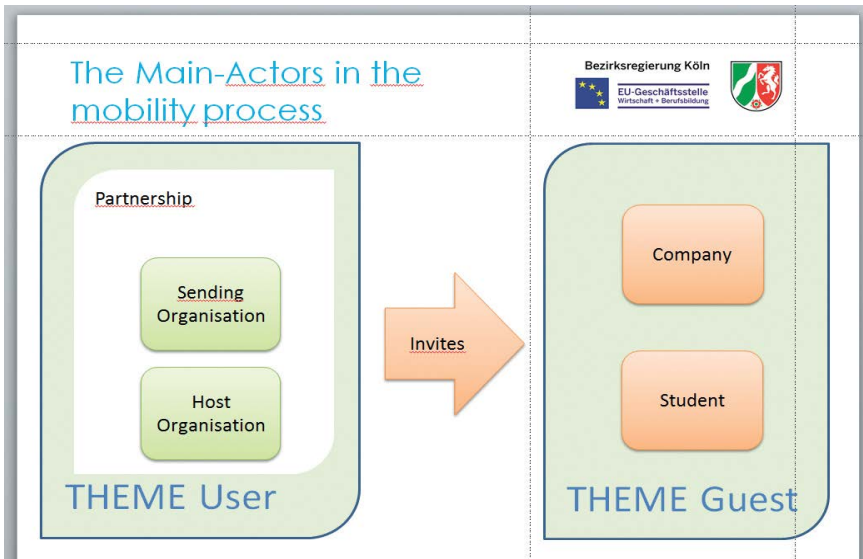 The Main-Actors in the
mobility process
Bezirksregierung Köln
EU-Geschäftsstelle
Wirtschaft + Berufsbildung
Partnership
Sending
Organisation
Host
Organisation
THEME User
Invites
Company
Student
THEME Guest